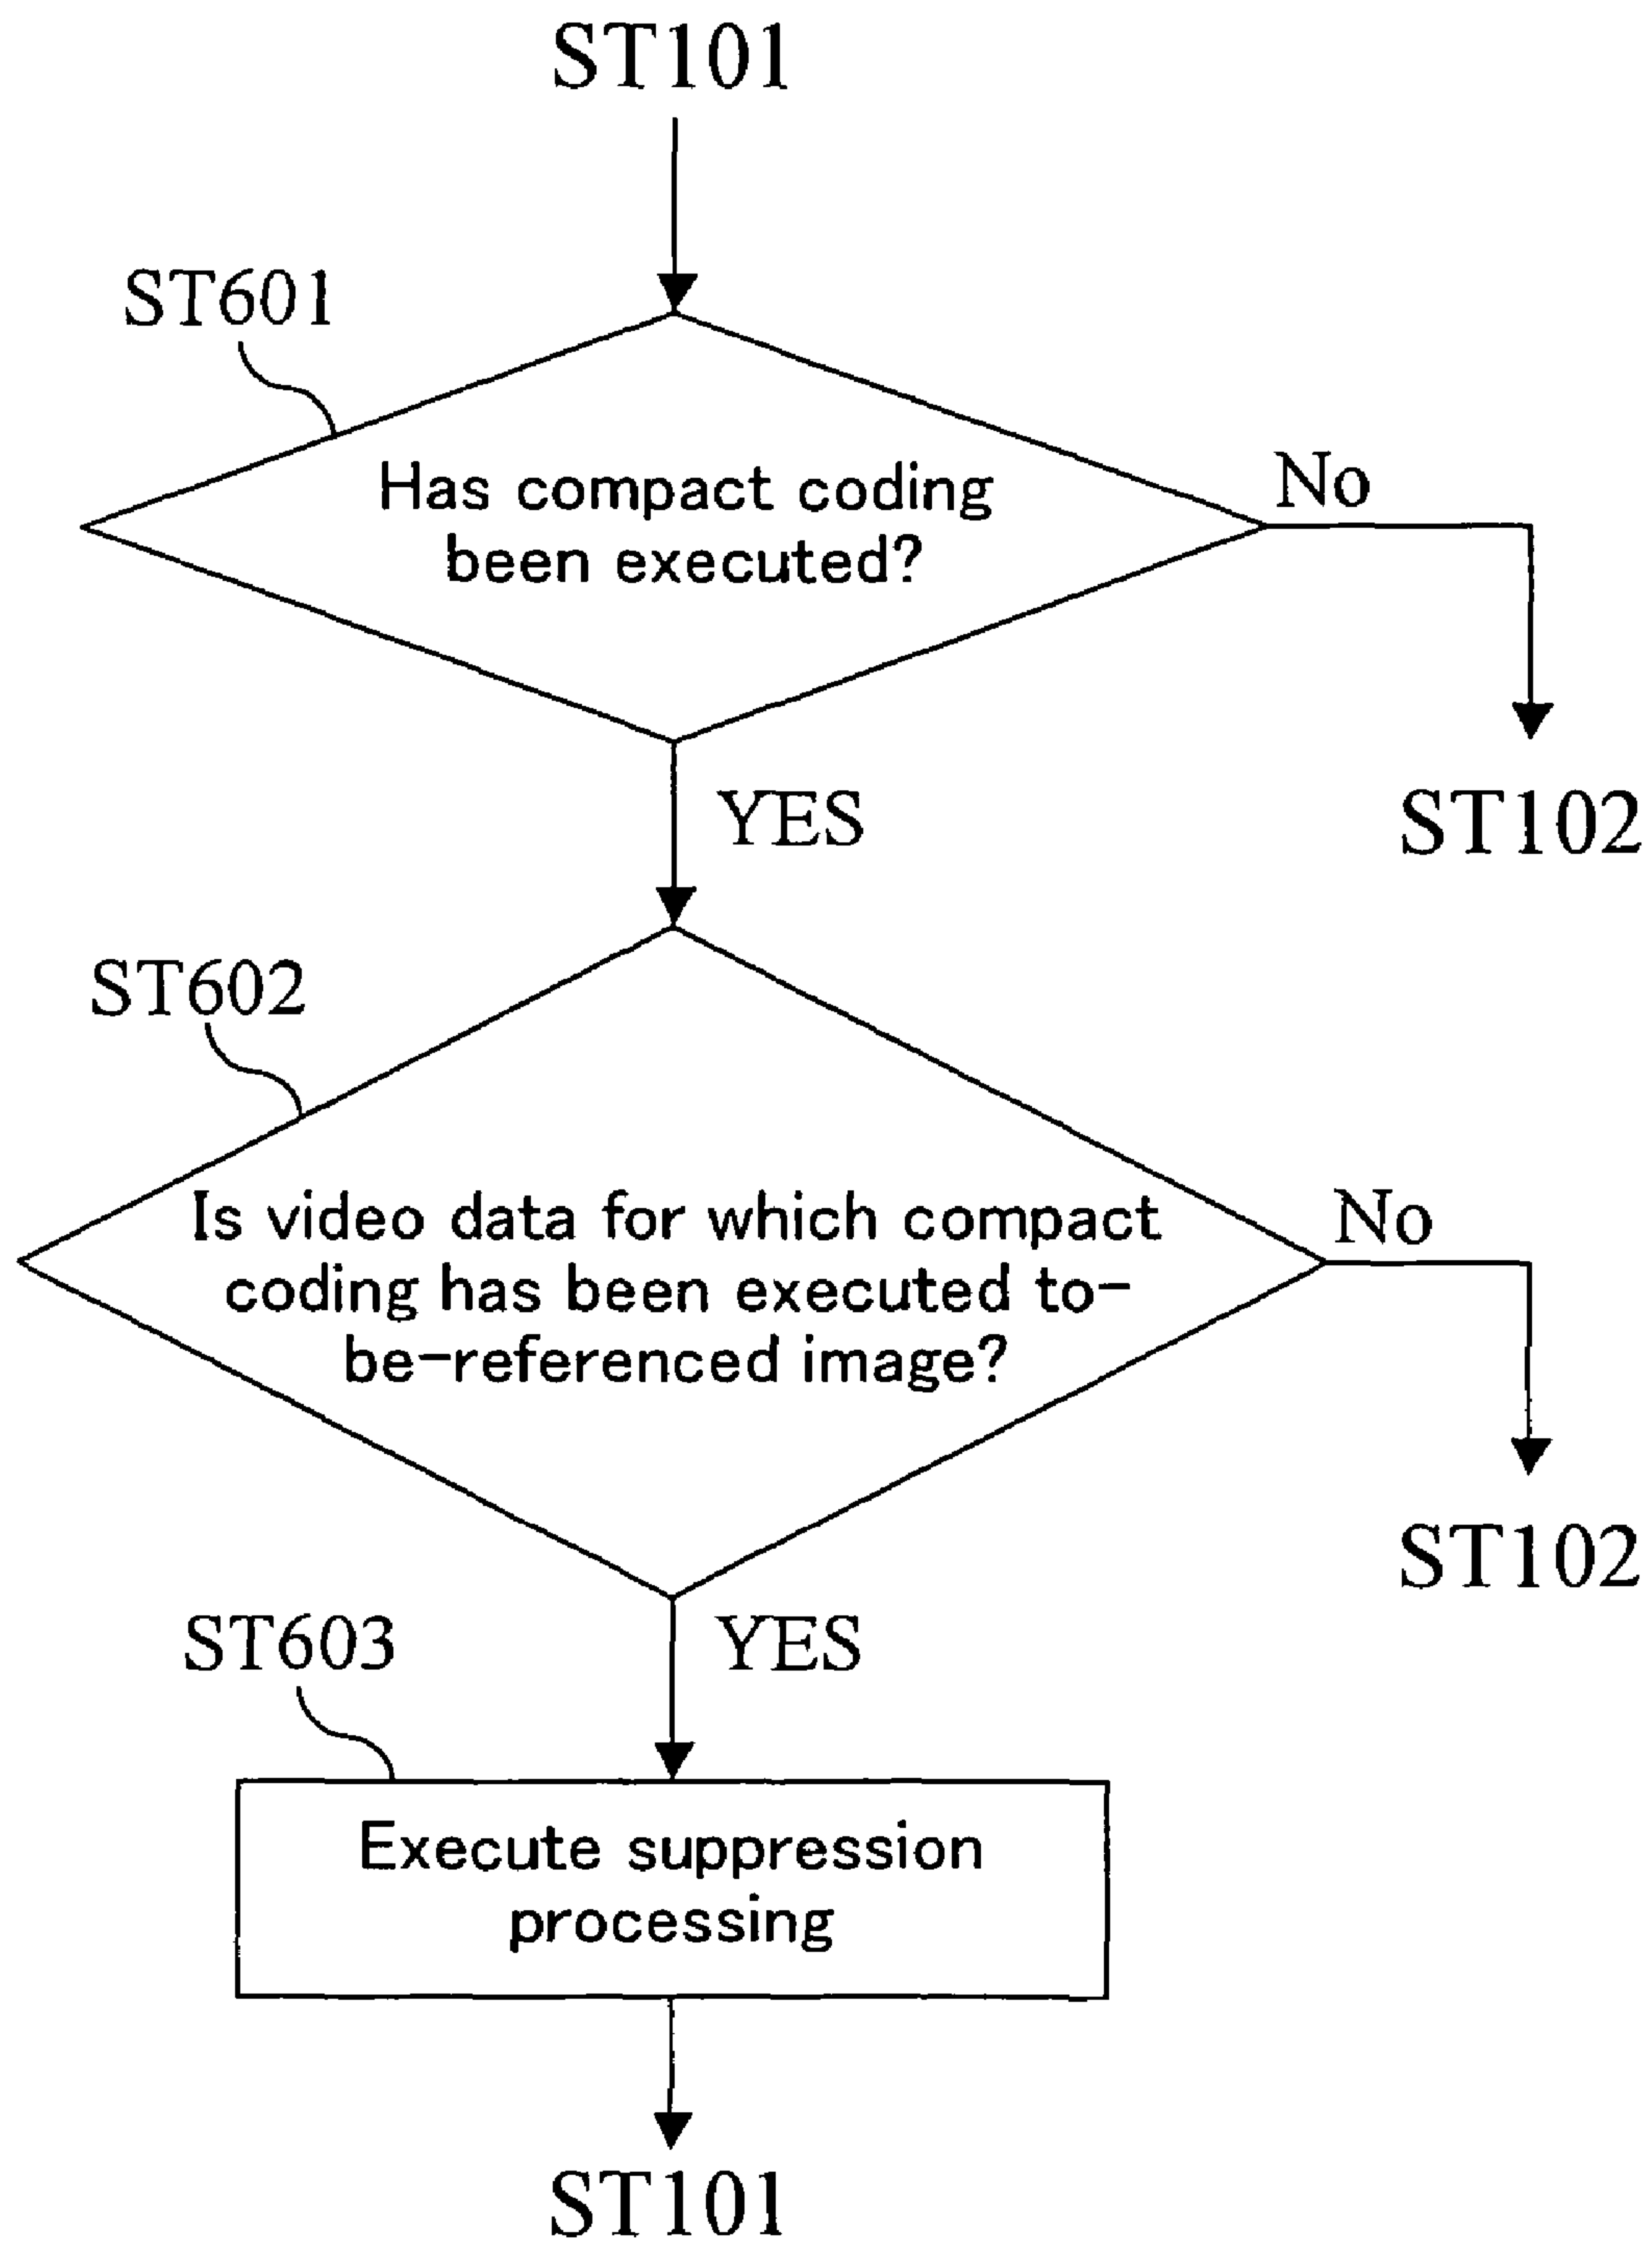 ST101
ST601
Has compact coding
been executed?
No
ST102
YES
ST602
Is video data for which compact
coding has been executed to-
be-referenced image?
No
ST102
YES
ST603
Execute suppression
processing
ST101